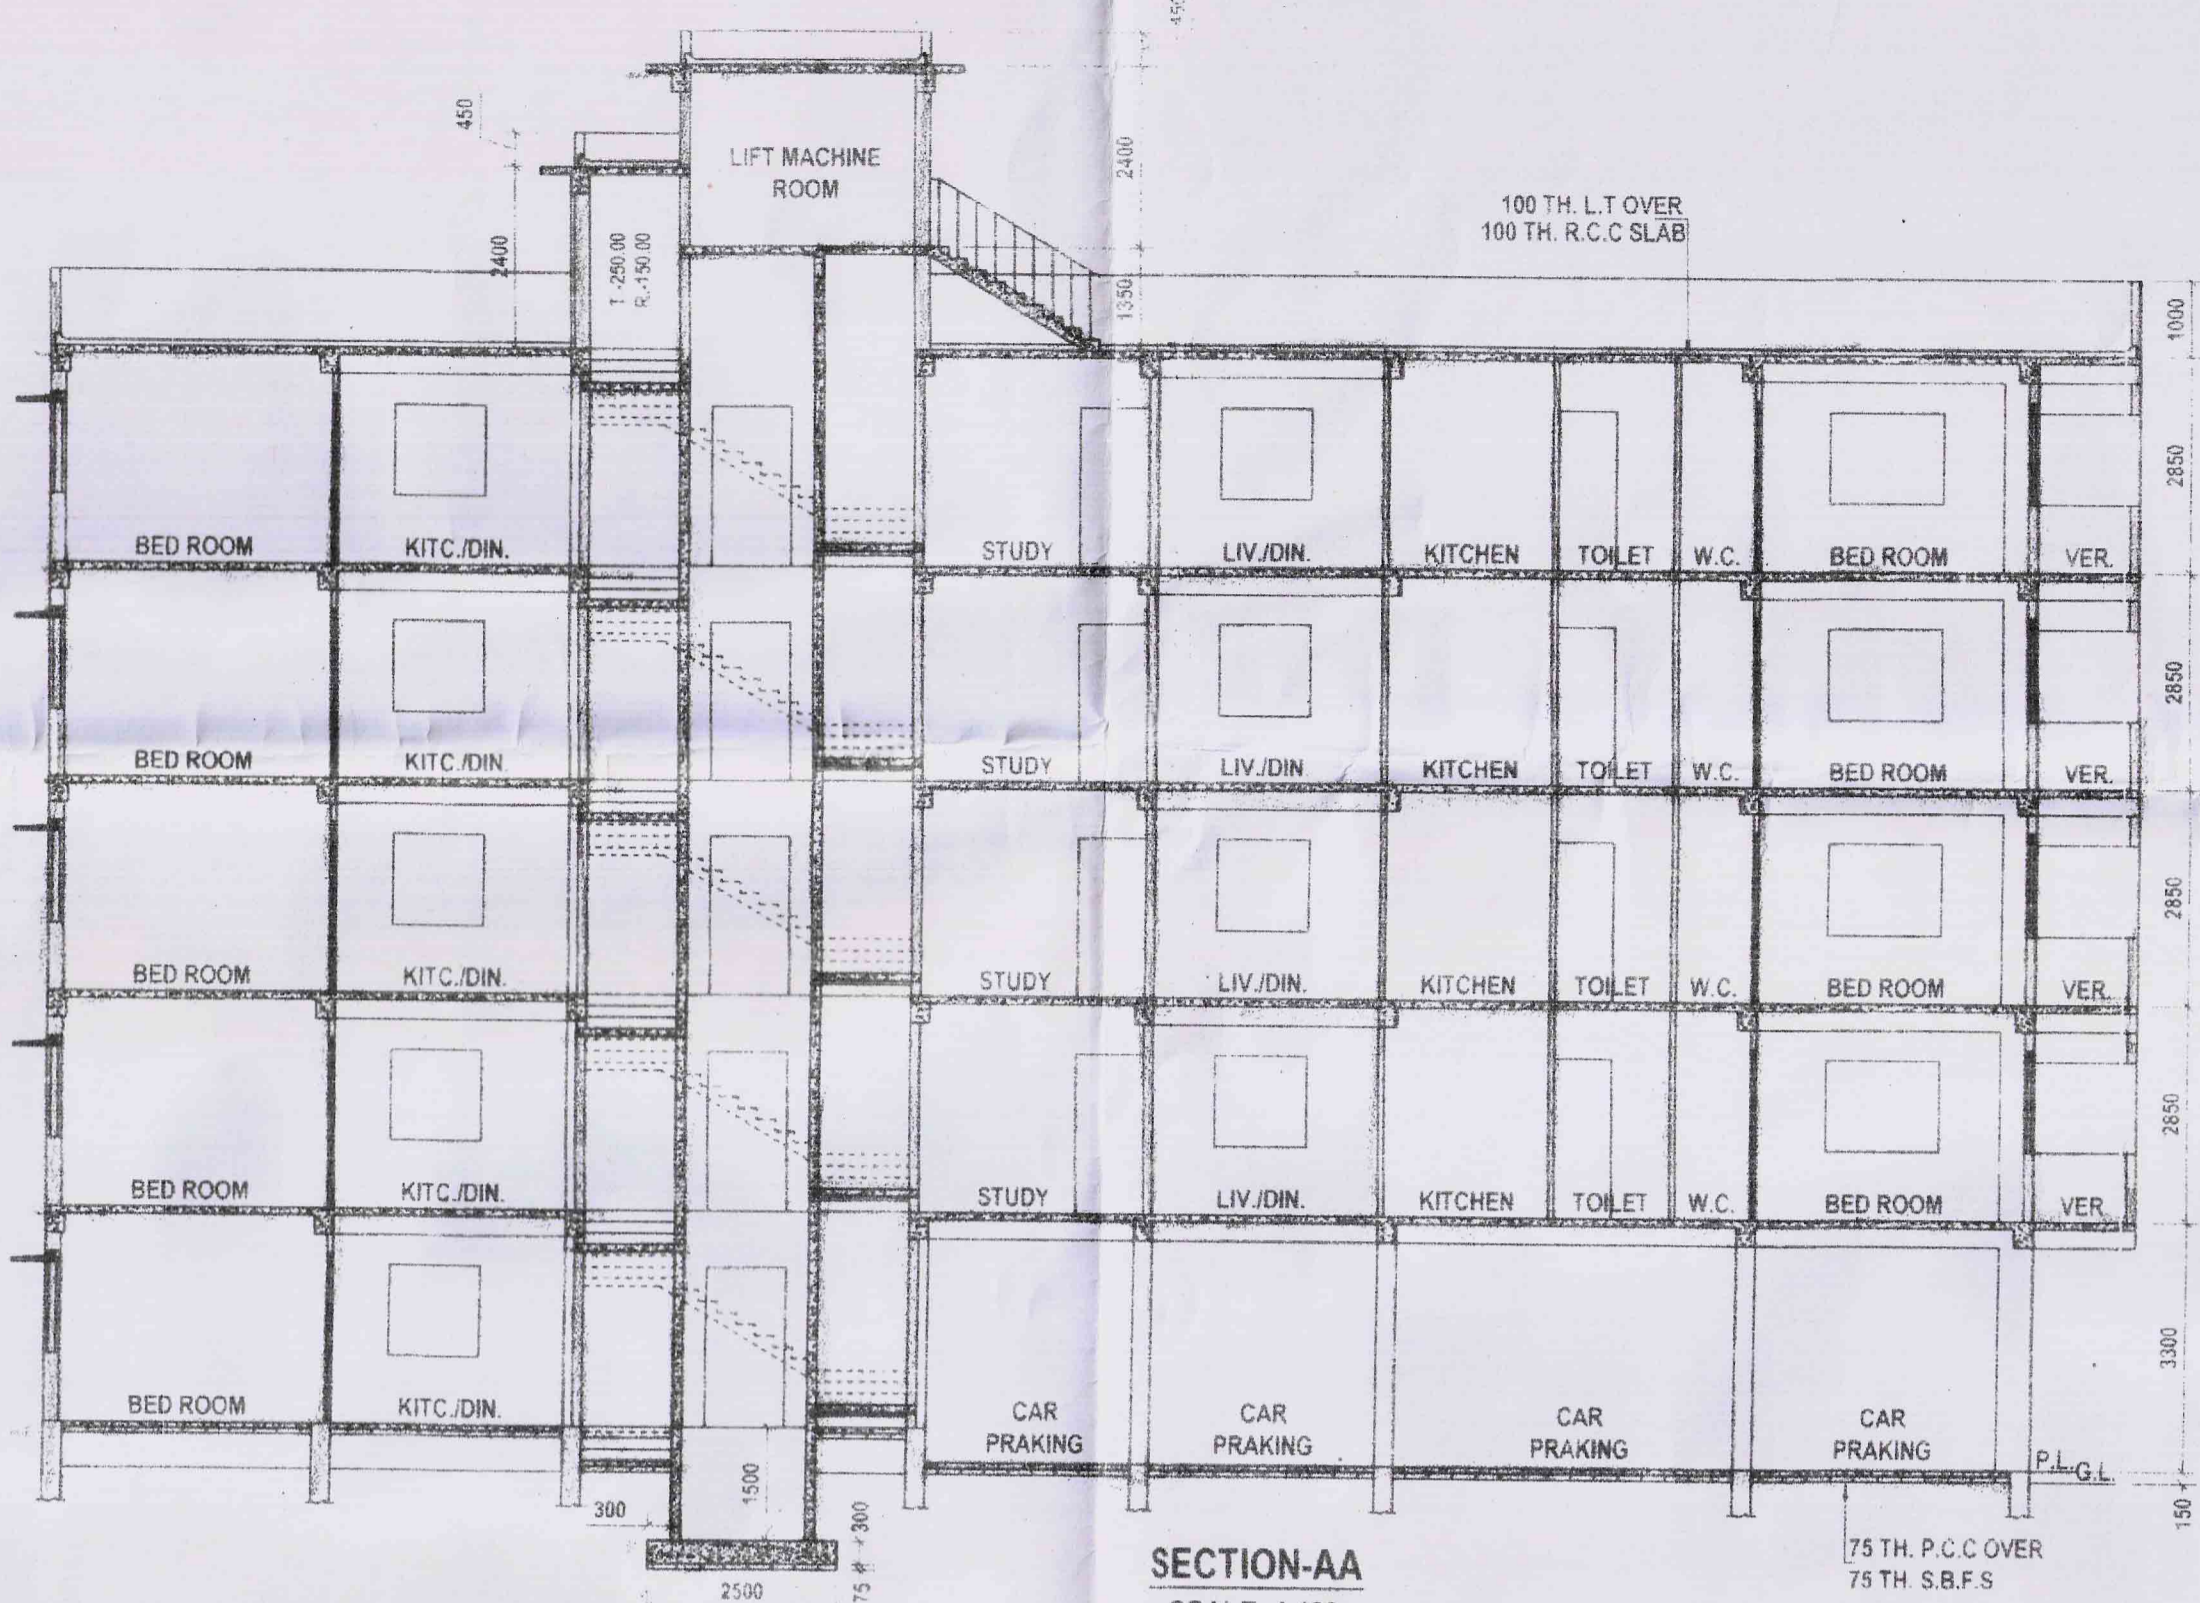 450
450
LIFT MACHINE
ROOM
2400
2400
T.-250.00
R.-150.00
1350
100 TH. L.T OVER
100 TH. R.C.C SLAB
1000
BED ROOM KITC./DIN. STUDY LIV./DIN. KITCHEN TOILET W.C. BED ROOM VER.
2850
BED ROOM KITC./DIN. STUDY LIV./DIN KITCHEN TOILET W.C. BED ROOM VER.
2850
BED ROOM KITC./DIN. STUDY LIV./DIN. KITCHEN TOILET W.C. BED ROOM VER.
2850
BED ROOM KITC./DIN. STUDY LIV./DIN. KITCHEN TOILET W.C. BED ROOM VER
2850
3300
BED ROOM KITC./DIN.
CAR
PRAKING
CAR
PRAKING
CAR
PRAKING
CAR
PRAKING
P.L.
G.L.
150
300
1500
300
75
2500
SECTION-AA
75 TH. P.C.C OVER
75 TH. S.B.F.S